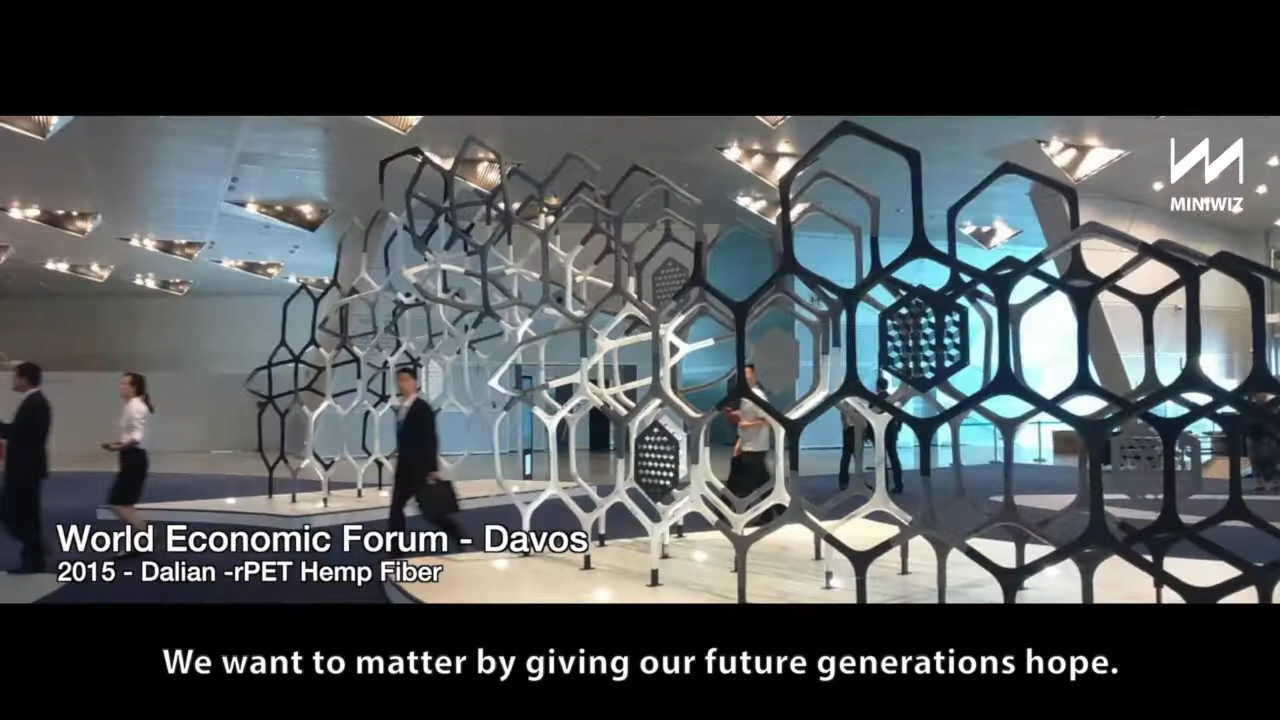 MINIWIZ
World Economic Forum - Davos
2015 - Dalian -rPET Hemp Fiber
We want to matter by giving our future generations hope.